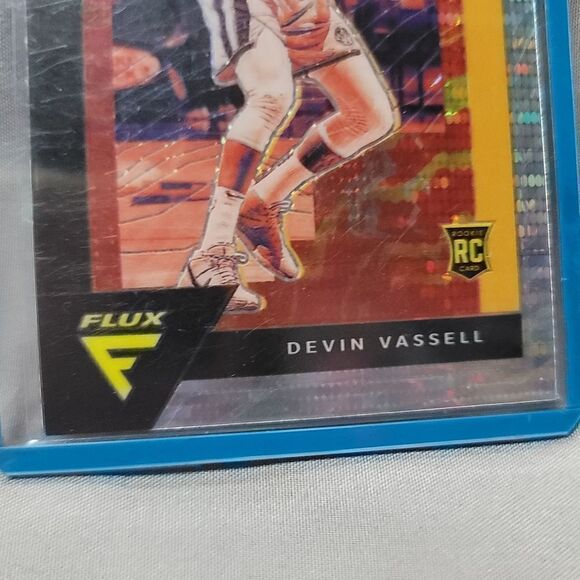 ROOKIE
RC
CARD
FLUX
F
DEVIN VASSELL